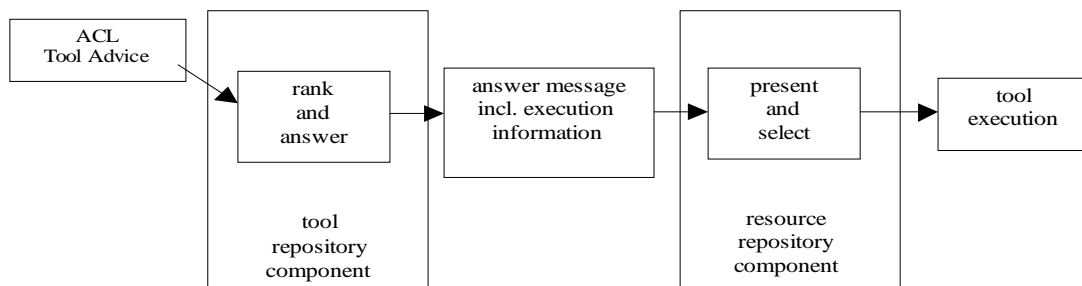 ACL
Tool Advice
rank
and
answer
tool
repository
component
answer message
incl. execution
information
present
and
select
resource
repository
component
tool
execution